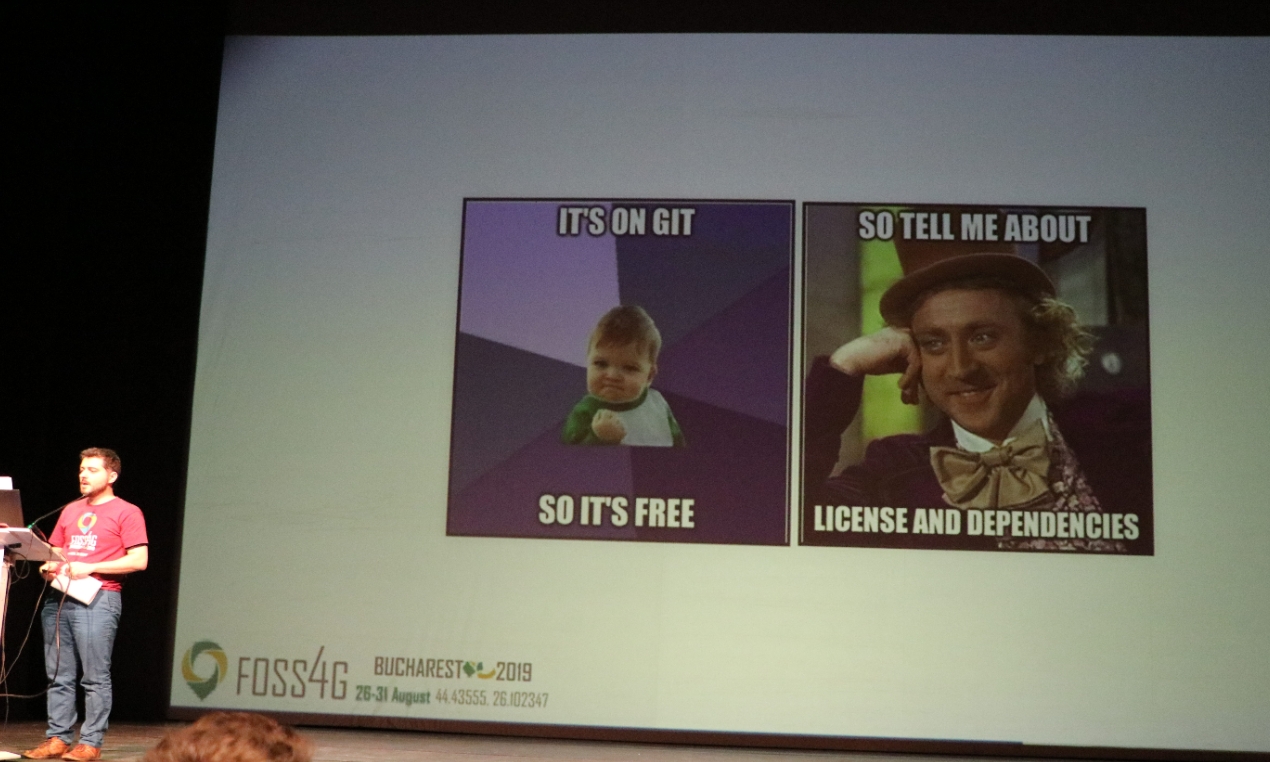 IT'S ON GIT
SO IT'S FREE
SO TELL ME ABOUT
LICENSE AND DEPENDENCIES
FOSS4G
BUCHAREST 2019
26-31 August 44.43555, 26.102347
FOSS4G